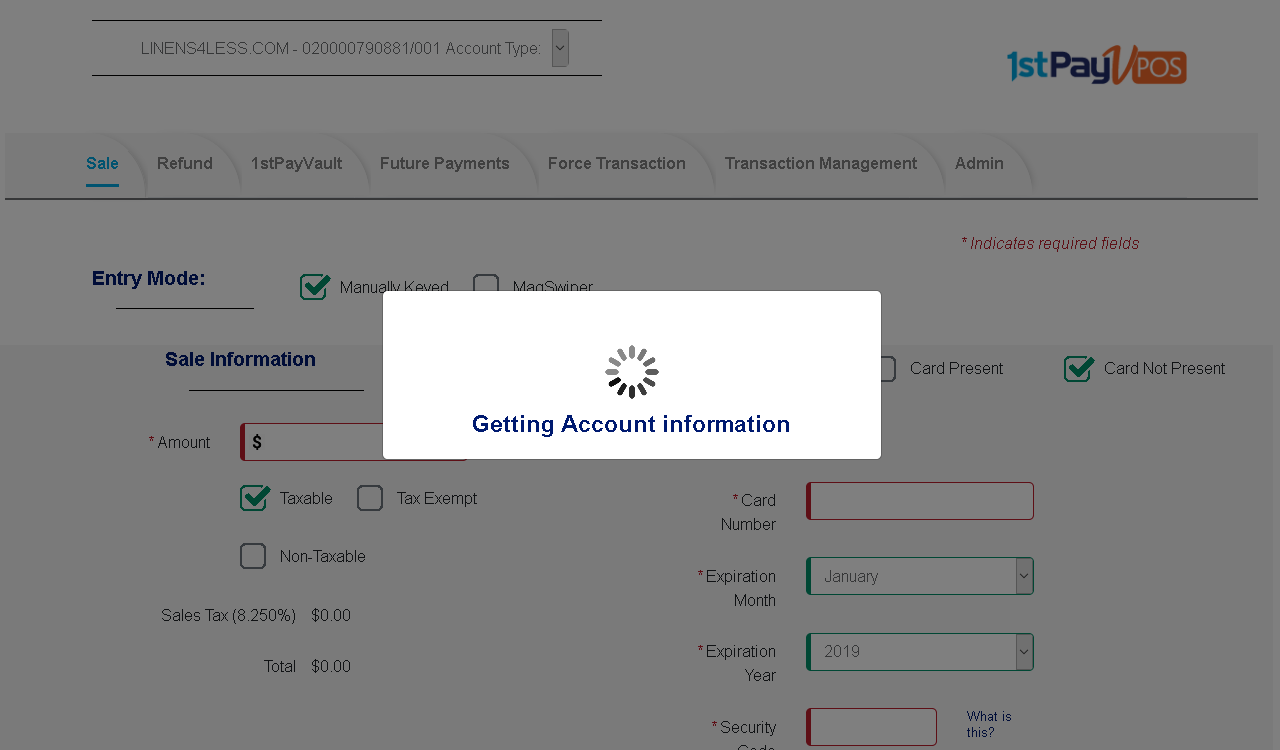 LINENS4LESS.COM - 020000790881/001 Account Type:
1stPay VPOS
Sale Refund 1stPayVault Future Payments Force Transaction Transaction Management Admin
* Indicates required fields
Entry Mode: Manually Keyed MagSwiper
Sale Information
Card Present Card Not Present
Getting Account information
* Amount $
Taxable Tax Exempt
Non-Taxable
Sales Tax (8.250%) $0.00
Total $0.00
* Card
Number
* Expiration
Month
January
* Expiration
Year
2019
* Security
Code
What is
this?